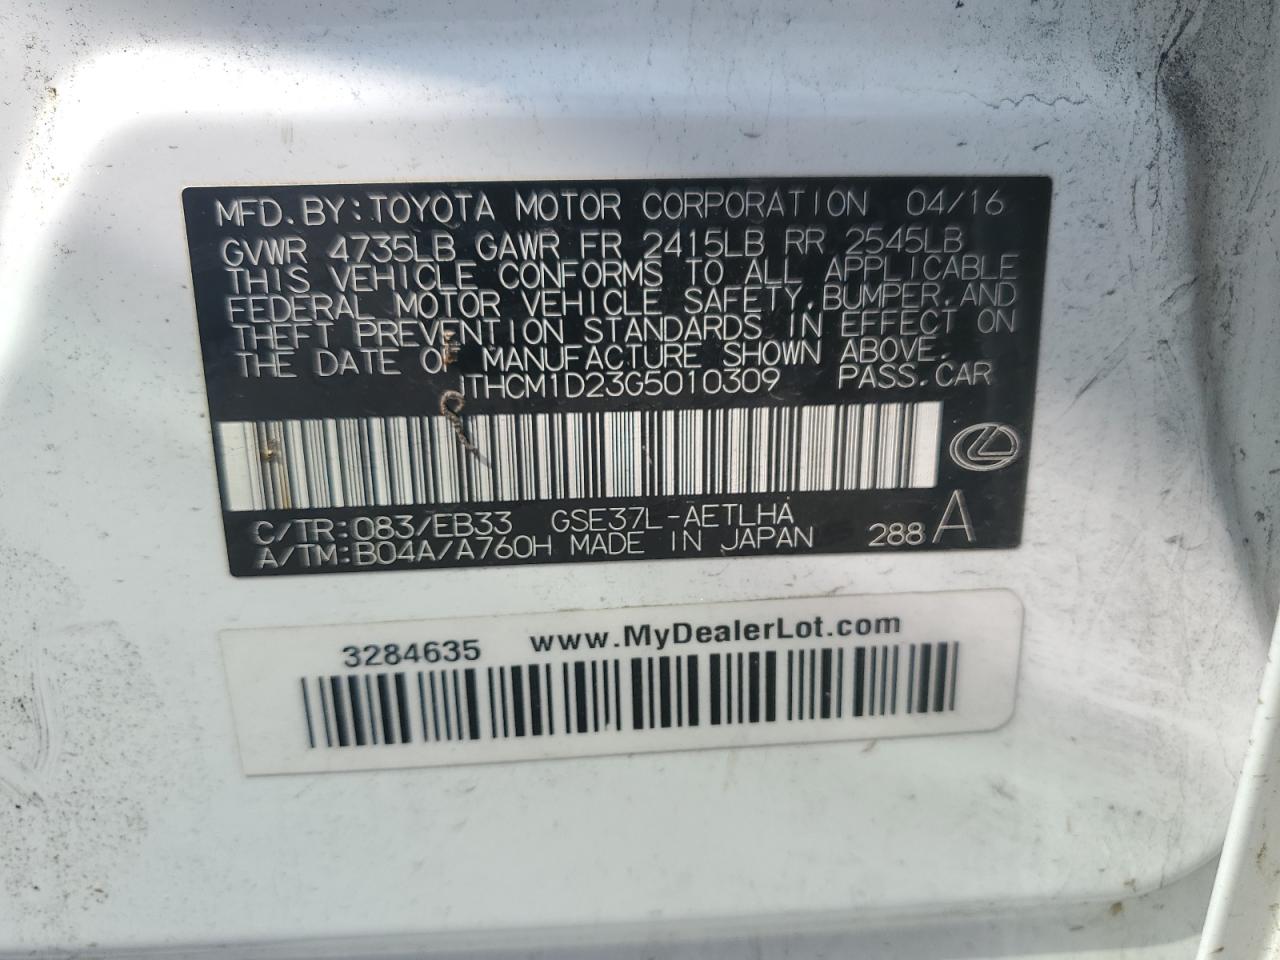 MFD.BY:TOYOTA MOTOR CORPORATION 04/16
GVWR 4735LB GAWR FR 2415LB RR 2545LB
THIS VEHICLE CONFORMS TO ALL APPLICABLE
FEDERAL MOTOR VEHICLE SAFETY,BUMPER,AND
THEFT PREVENTION STANDARDS IN EFFECT ON
THE DATE OF MANUFACTURE SHOWN ABOVE.
JTHCM1D23G5010309 PASS.CAR
C/TR:083/EB33 GSE37L-AETLHA
A/TM:B04A/A760H MADE IN JAPAN 288 A
3284635 www.MyDealerLot.com